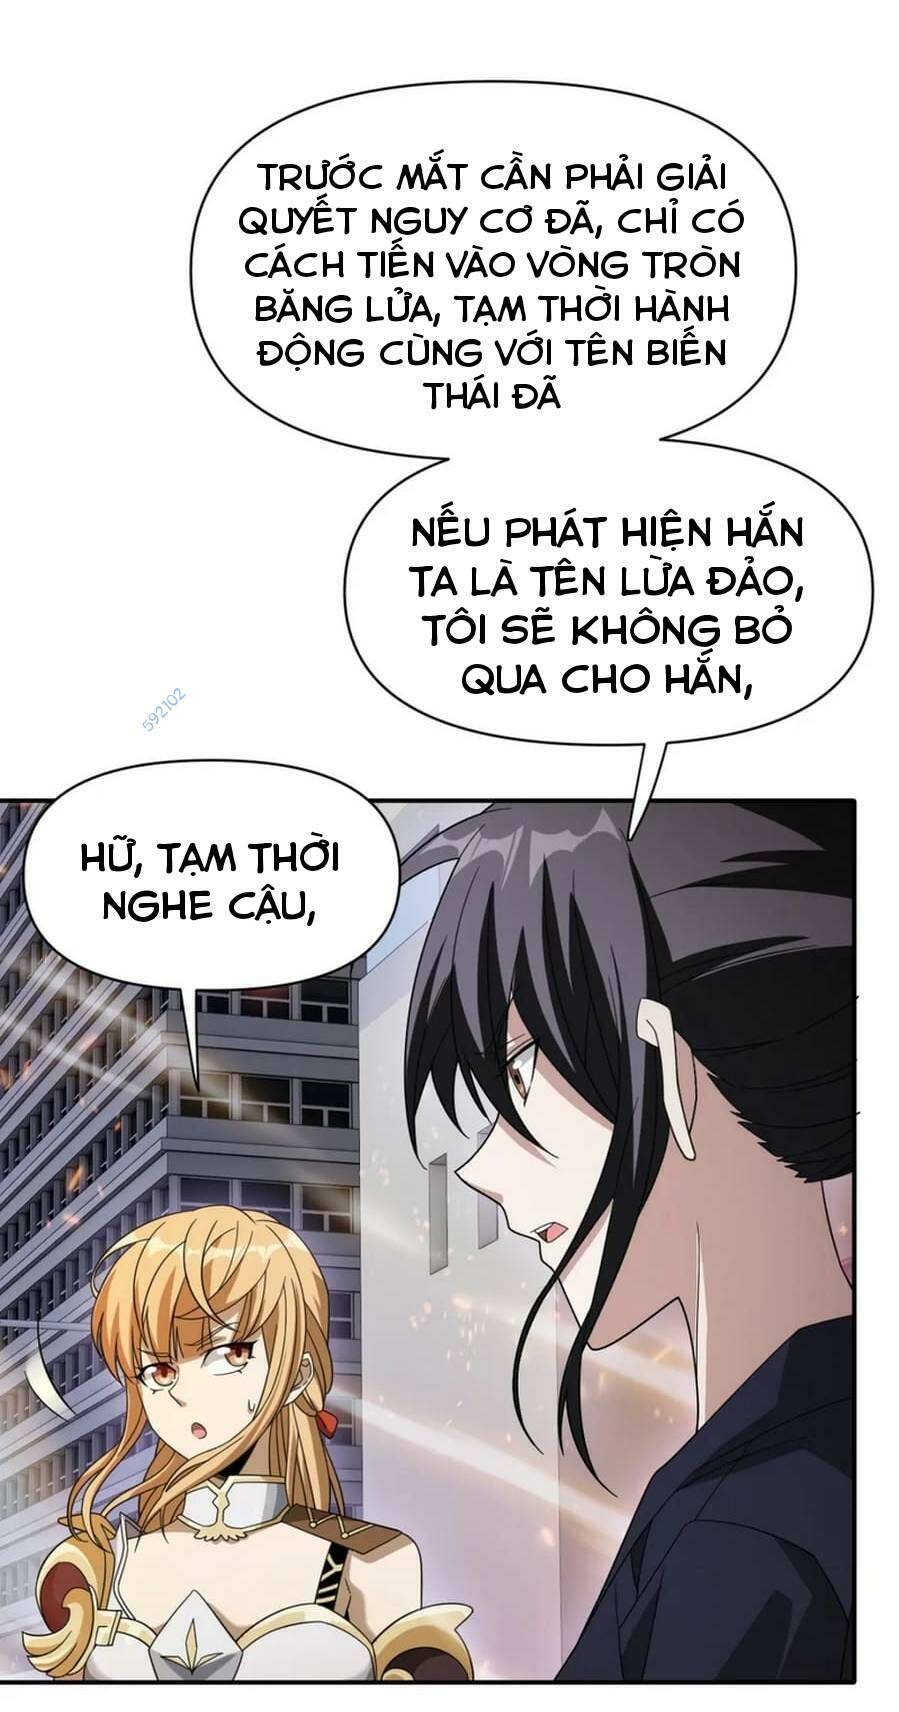 TRƯỚC MẮT CẦN PHẢI GIẢI
QUYẾT NGUY CƠ ĐÃ, CHỈ CÓ
CÁCH TIẾN VÀO VÒNG TRÒN
BĂNG LỬA, TẠM THỜI HÀNH
ĐỘNG CÙNG VỚI TÊN BIẾN
THÁI ĐÃ
NẾU PHÁT HIỆN HẮN
TA LÀ TÊN LỪA ĐẢO,
TÔI SẼ KHÔNG BỎ
QUA CHO HẮN,
592102
HỮ, TẠM THỜI
NGHE CẬU,